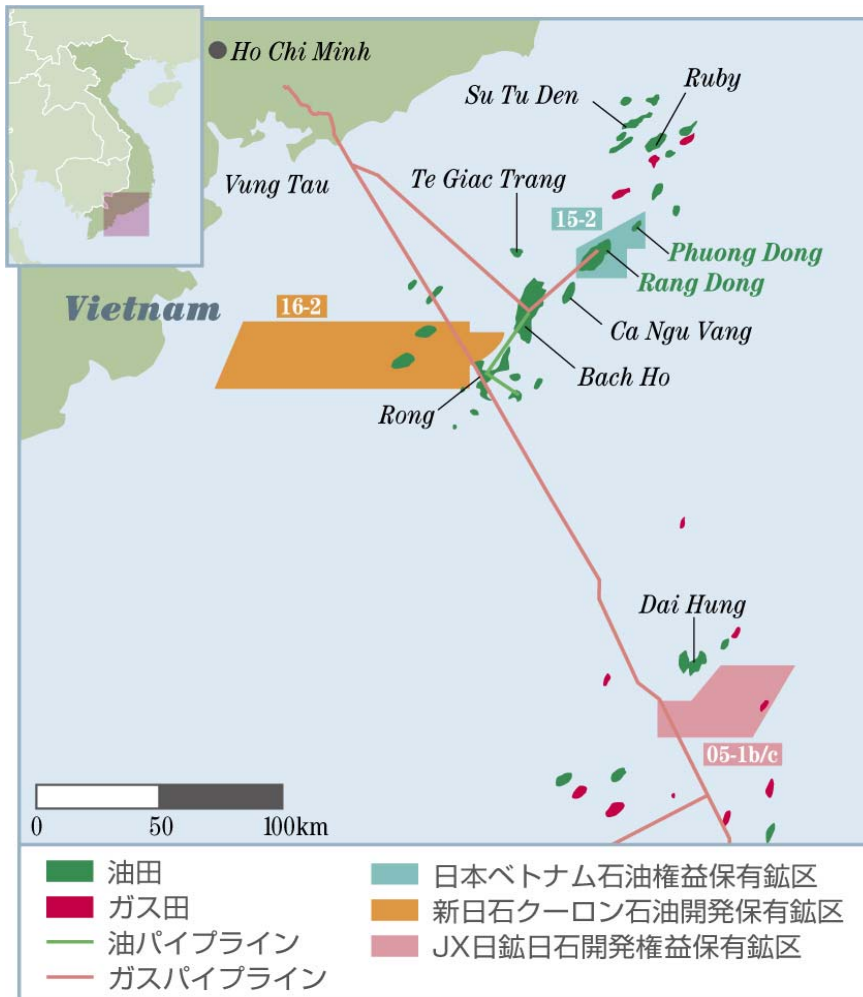 Ho Chi Minh
Su Tu Den
Ruby
Vung Tau
Te Giac Trang
15-2
Phuong Dong
Rang Dong
Vietnam
16-2
Ca Ngu Vang
Bach Ho
Rong
Dai Hung
05-1b/c
0 50 100km
油田
ガス田
油パイプライン
ガスパイプライン
日本ベトナム石油権益保有鉱区
新日石クーロン石油開発保有鉱区
JX日鉱日石開発権益保有鉱区